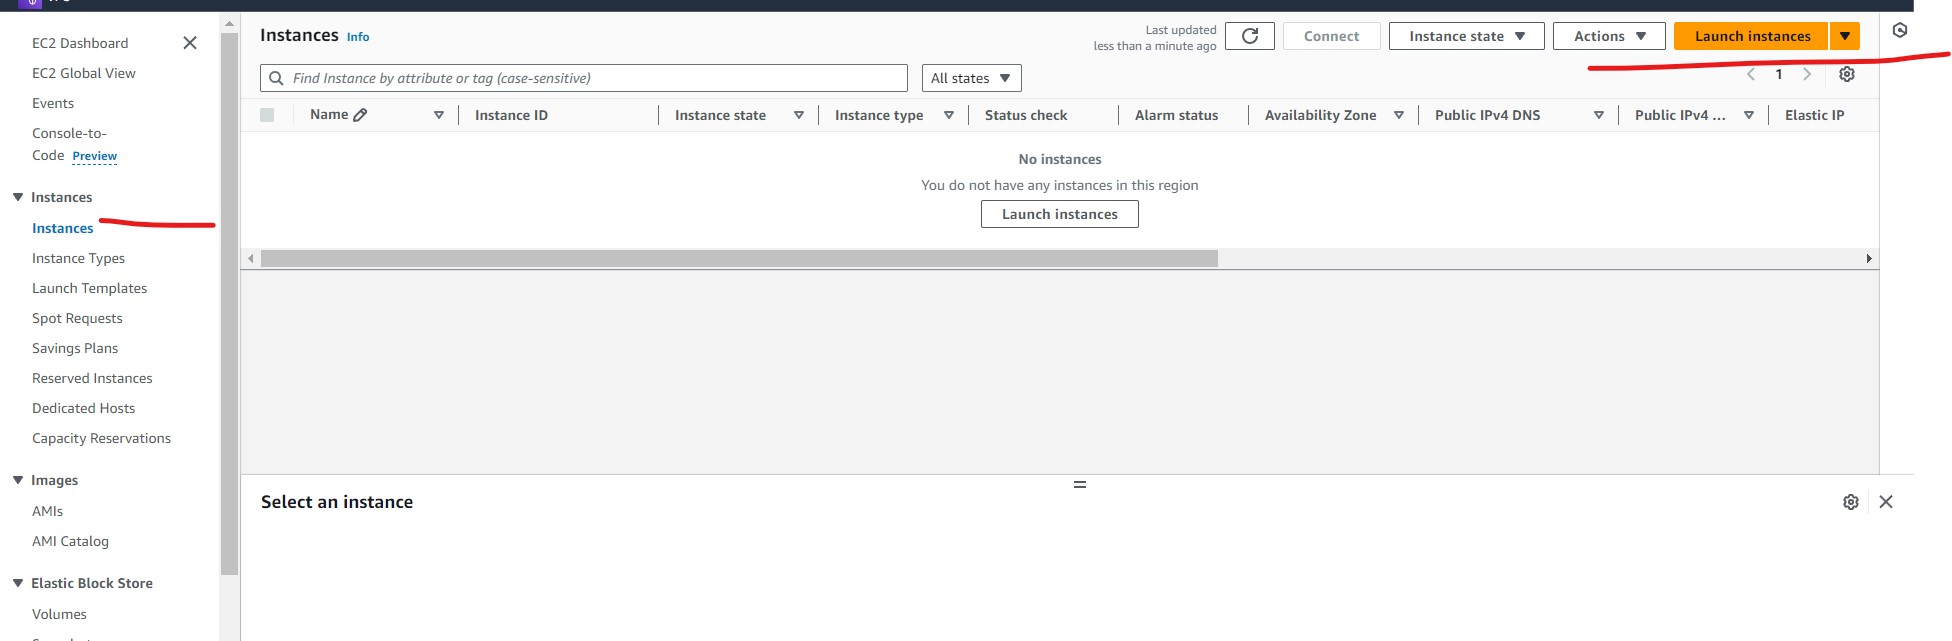 EC2 Dashboard
EC2 Global View
Events
Console-to-
Code Preview
Instances
Instances
Instance Types
Launch Templates
Spot Requests
Savings Plans
Reserved Instances
Dedicated Hosts
Capacity Reservations
Images
AMIs
AMI Catalog
Elastic Block Store
Volumes
Instances Info
Last updated
less than a minute ago
Connect
Instance state
Actions
Launch instances
Find Instance by attribute or tag (case-sensitive)
All states
1
Name Instance ID Instance state Instance type Status check Alarm status Availability Zone Public IPv4 DNS Public IPv4 ... Elastic IP
No instances
You do not have any instances in this region
Launch instances
Select an instance